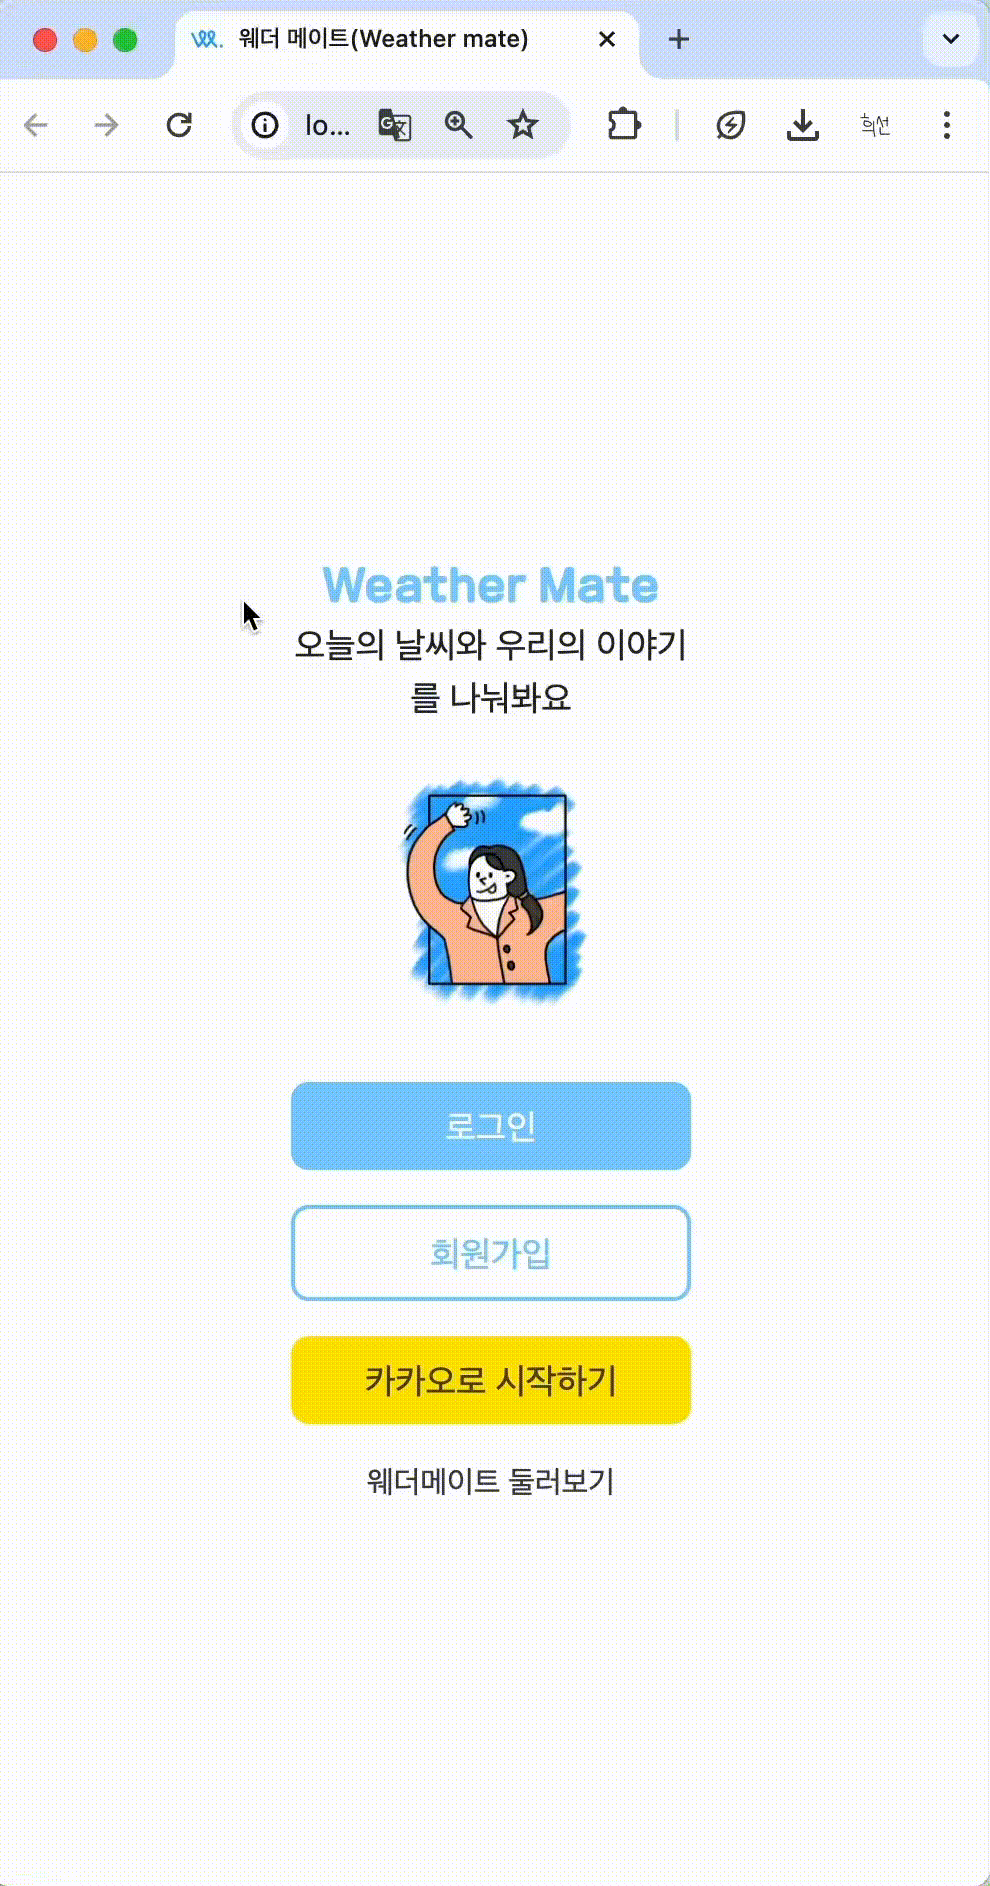 웨더 메이트(Weather mate)
lo...
희선
Weather Mate
오늘의 날씨와 우리의 이야기
를 나눠봐요
로그인
회원가입
카카오로 시작하기
웨더메이트 둘러보기